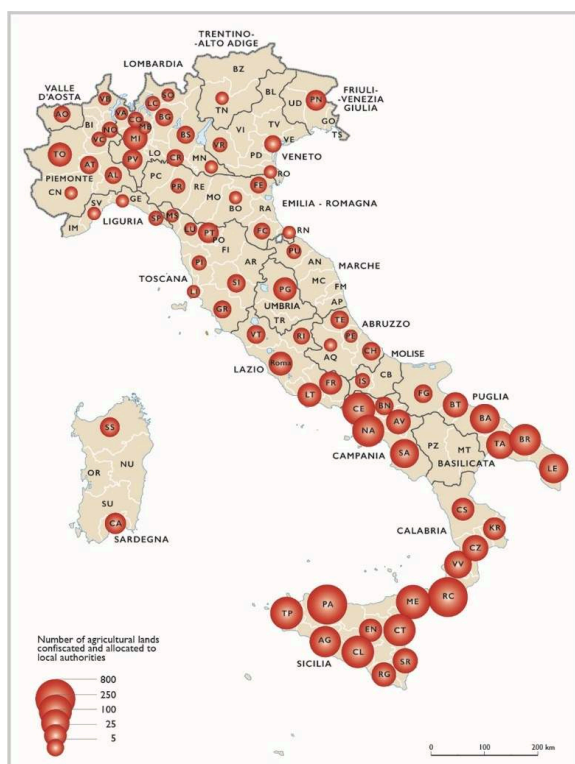 TRENTINO-
ALTO ADIGE
LOMBARDIA
BZ
VALLE
D'AOSTA
FRIULI-
VENEZIA
GIULIA
VB
SO
BL
AO
LC
TN
UD
PN
VA
CO
BG
TV
GO
BI
MB
TS
NO
VI
VE
VC
MI
BS
VR
TO
LO
PD
VENETO
PV
CR
MN
AT
RO
PIEMONTE
AL
PC
PR
RE
FE
CN
MO
GE
BO
RA
EMILIA - ROMAGNA
SV
SP
MS
LIGURIA
LU
PT
FC
RN
IM
PO
FI
PU
PI
AR
AN
MARCHE
TOSCANA
SI
MC
LI
PG
FM
GR
UMBRIA
AP
TR
TE
ABRUZZO
VT
RI
PE
AQ
CH
MOLISE
LAZIO
Roma
IS
CB
LT
FR
FG
PUGLIA
CE
BN
BT
BA
NA
AV
SA
PZ
MT
TA
BR
CAMPANIA
BASILICATA
LE
SS
OR
NU
SU
CA
SARDEGNA
CS
CALABRIA
KR
CZ
VV
RC
PA
ME
TP
EN
CT
AG
CL
SR
SICILIA
RG
Number of agricultural lands
confiscated and allocated to
local authorities
800
250
100
25
5
0
100
200 km